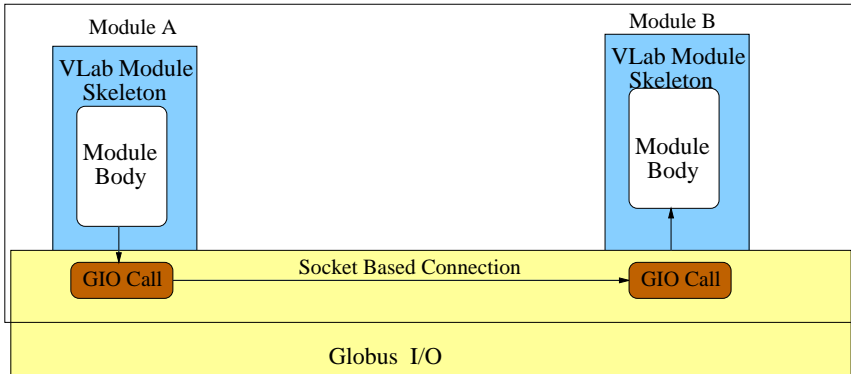 Module A
Module B
VLab Module
Skeleton
VLab Module
Skeleton
Module
Body
Module
Body
GIO Call
Socket Based Connection
GIO Call
Globus I/O